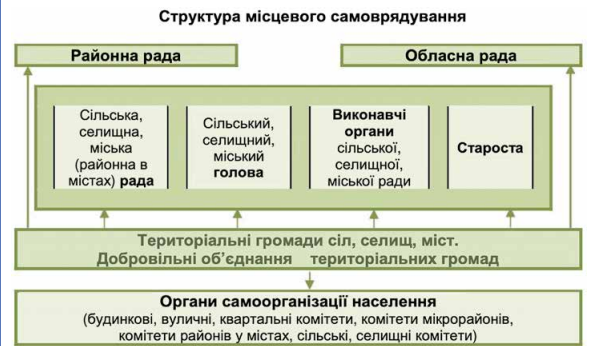 Структура місцевого самоврядування
Районна рада
Обласна рада
Сільська,
селищна,
міська
(районна в
містах) рада
Сільський,
селищний,
міський
голова
Виконавчі
органи
сільської,
селищної,
міської ради
Староста
Територіальні громади сіл, селищ, міст.
Добровільні об’єднання територіальних громад
Органи самоорганізації населення
(будинкові, вуличні, квартальні комітети, комітети мікрорайонів,
комітети районів у містах, сільські, селищні комітети)